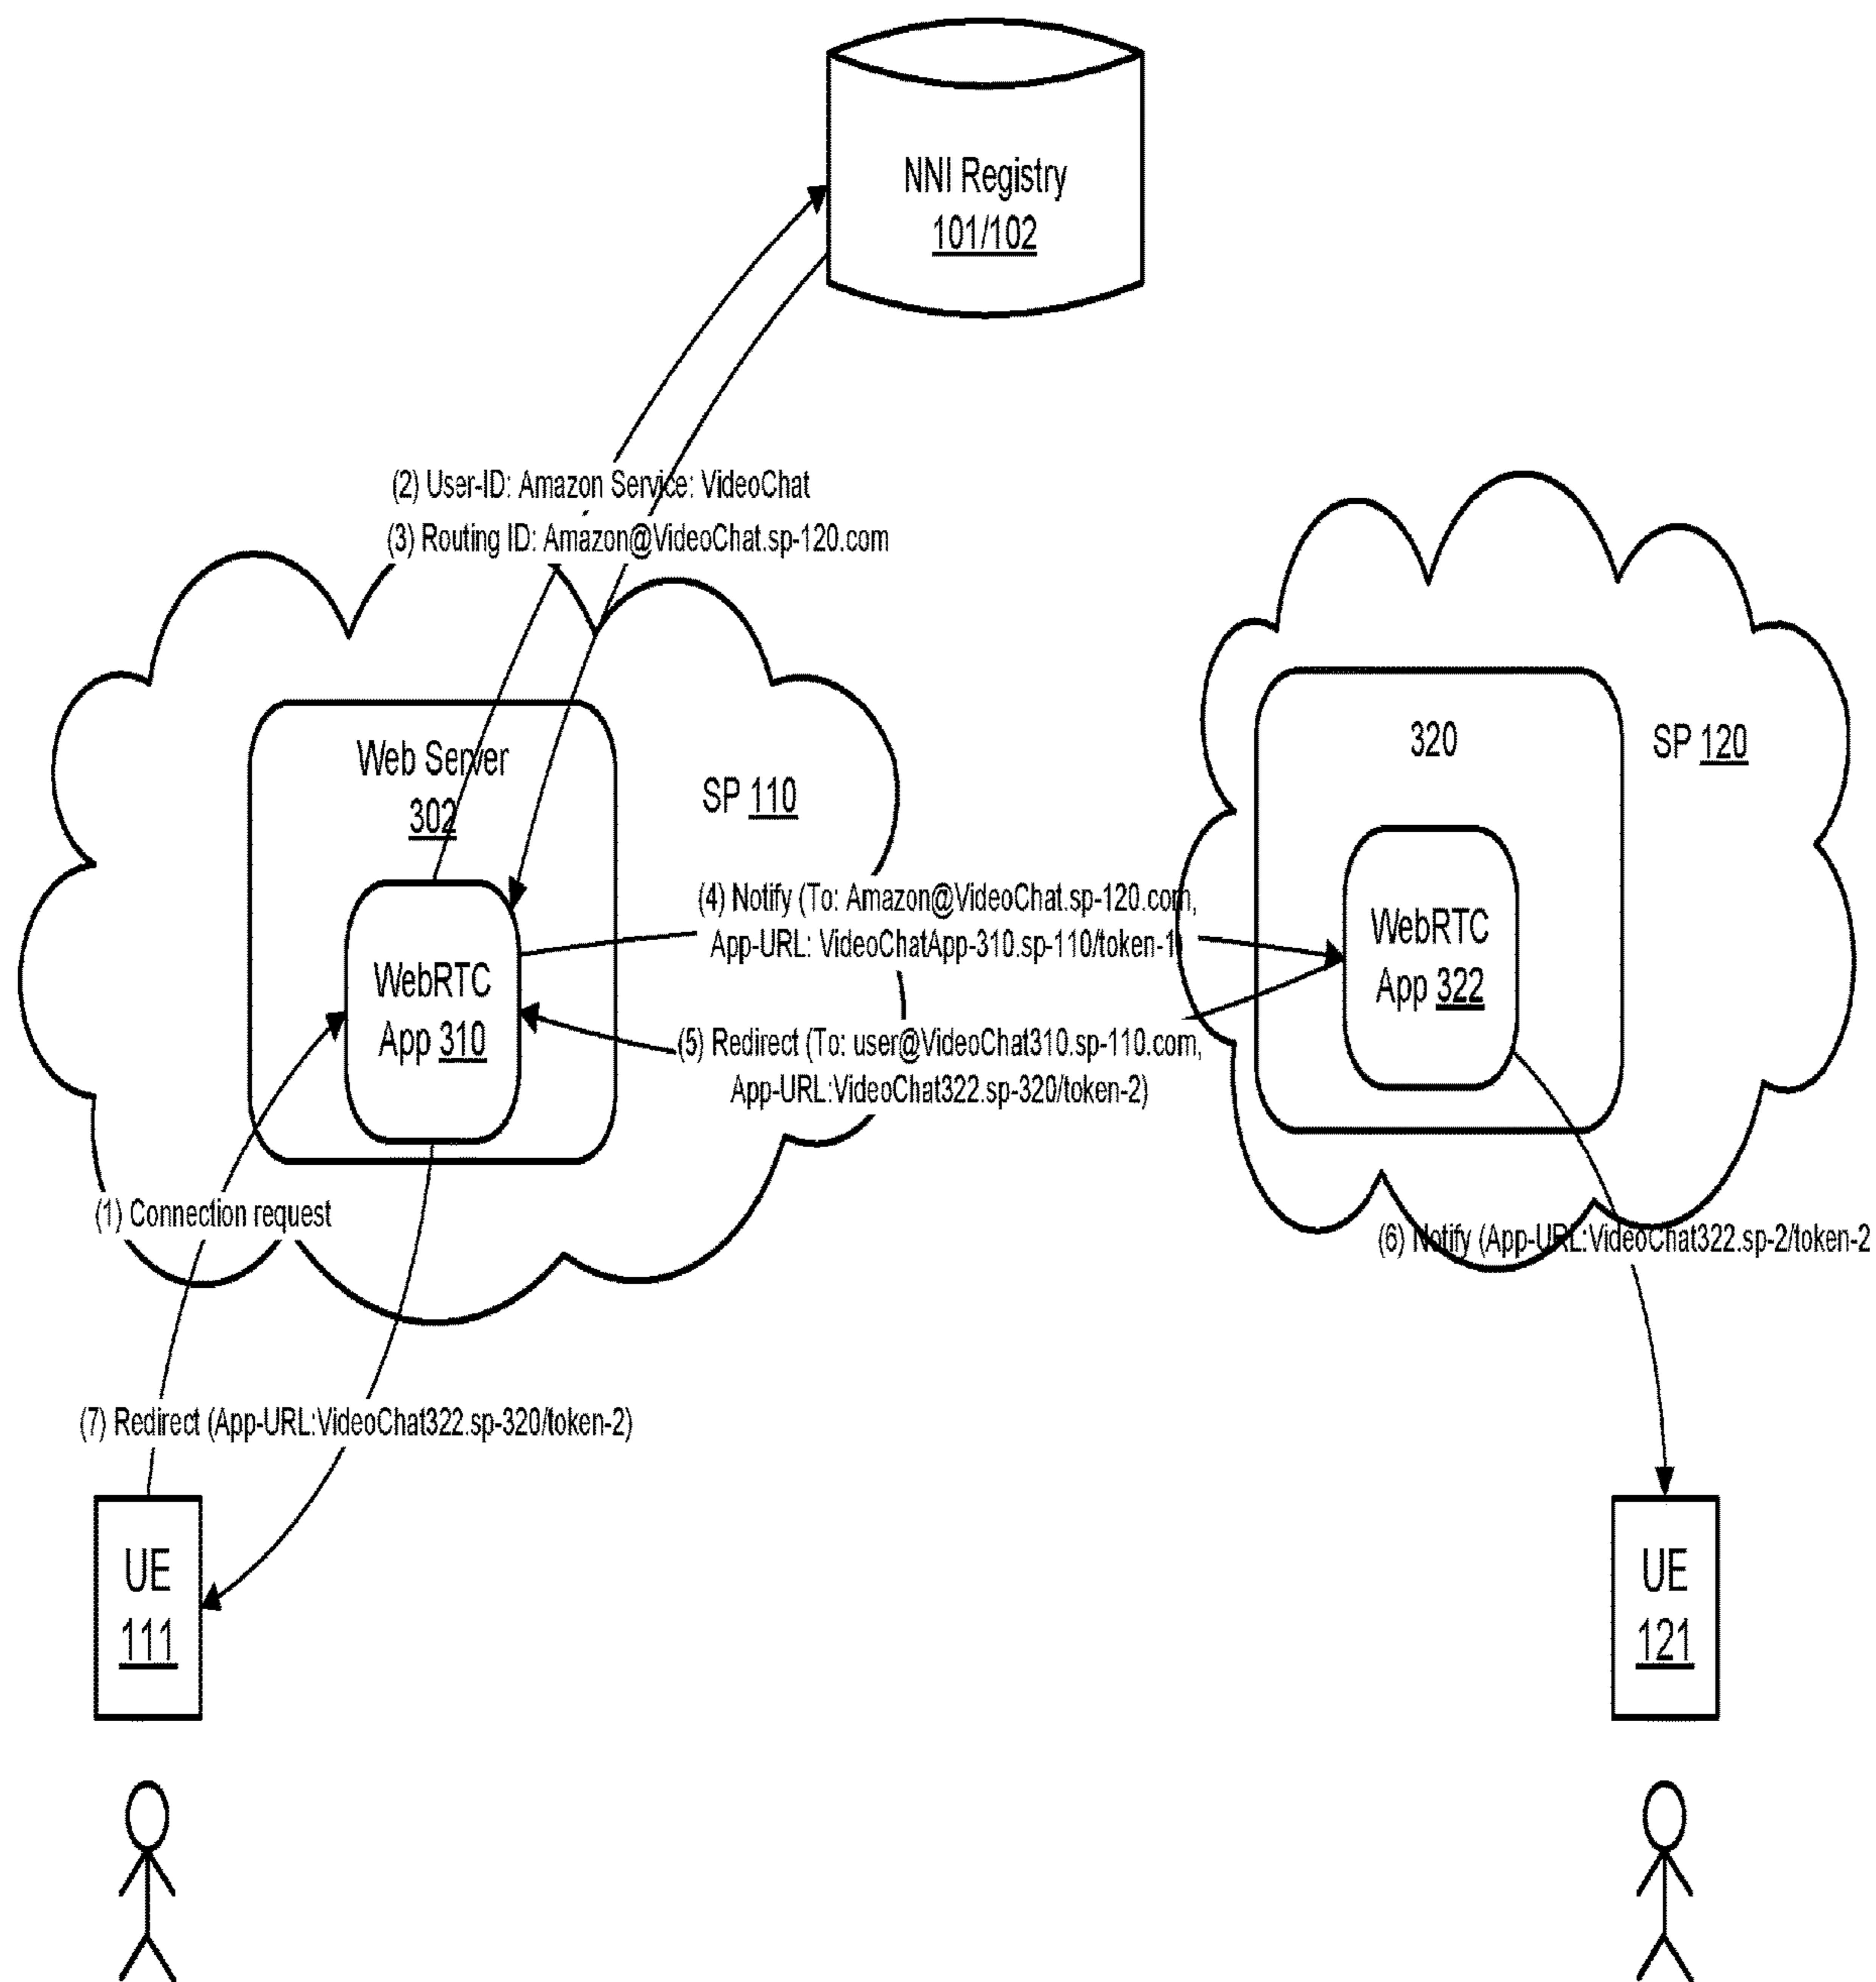 NNI Registry
101/102
(2) User-ID: Amazon Service: VideoChat
(3) Routing ID: Amazon@VideoChat.sp-120.com
Web Server
302
SP 110
320
SP 120
(4) Notify (To: Amazon@VideoChat.sp-120.com,
App-URL: VideoChatApp-310.sp-110/token-1
WebRTC
App 310
WebRTC
App 322
(5) Redirect (To: user@VideoChat310.sp-110.com,
App-URL:VideoChat322.sp-320/token-2)
(1) Connection request
(6) Notify (App-URL:VideoChat322.sp-2/token-2
(7) Redirect (App-URL:VideoChat322.sp-320/token-2)
UE
111
UE
121